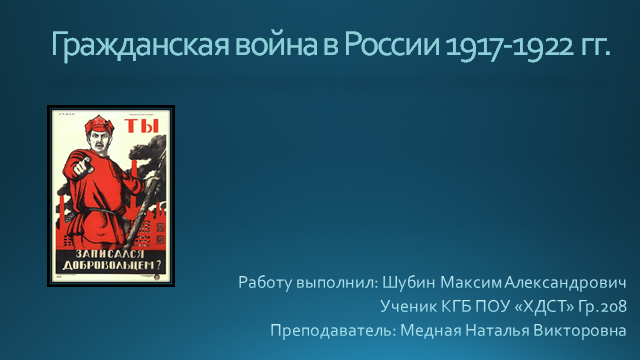 Гражданская война в России 1917-1922 гг.
ТЫ
ЗАПИСАЛСЯ
ДОБРОВОЛЬЦЕМ?
Работу выполнил: Шубин Максим Александрович
Ученик КГБ ПОУ «ХДСТ» Гр.208
Преподаватель: Медная Наталья Викторовна